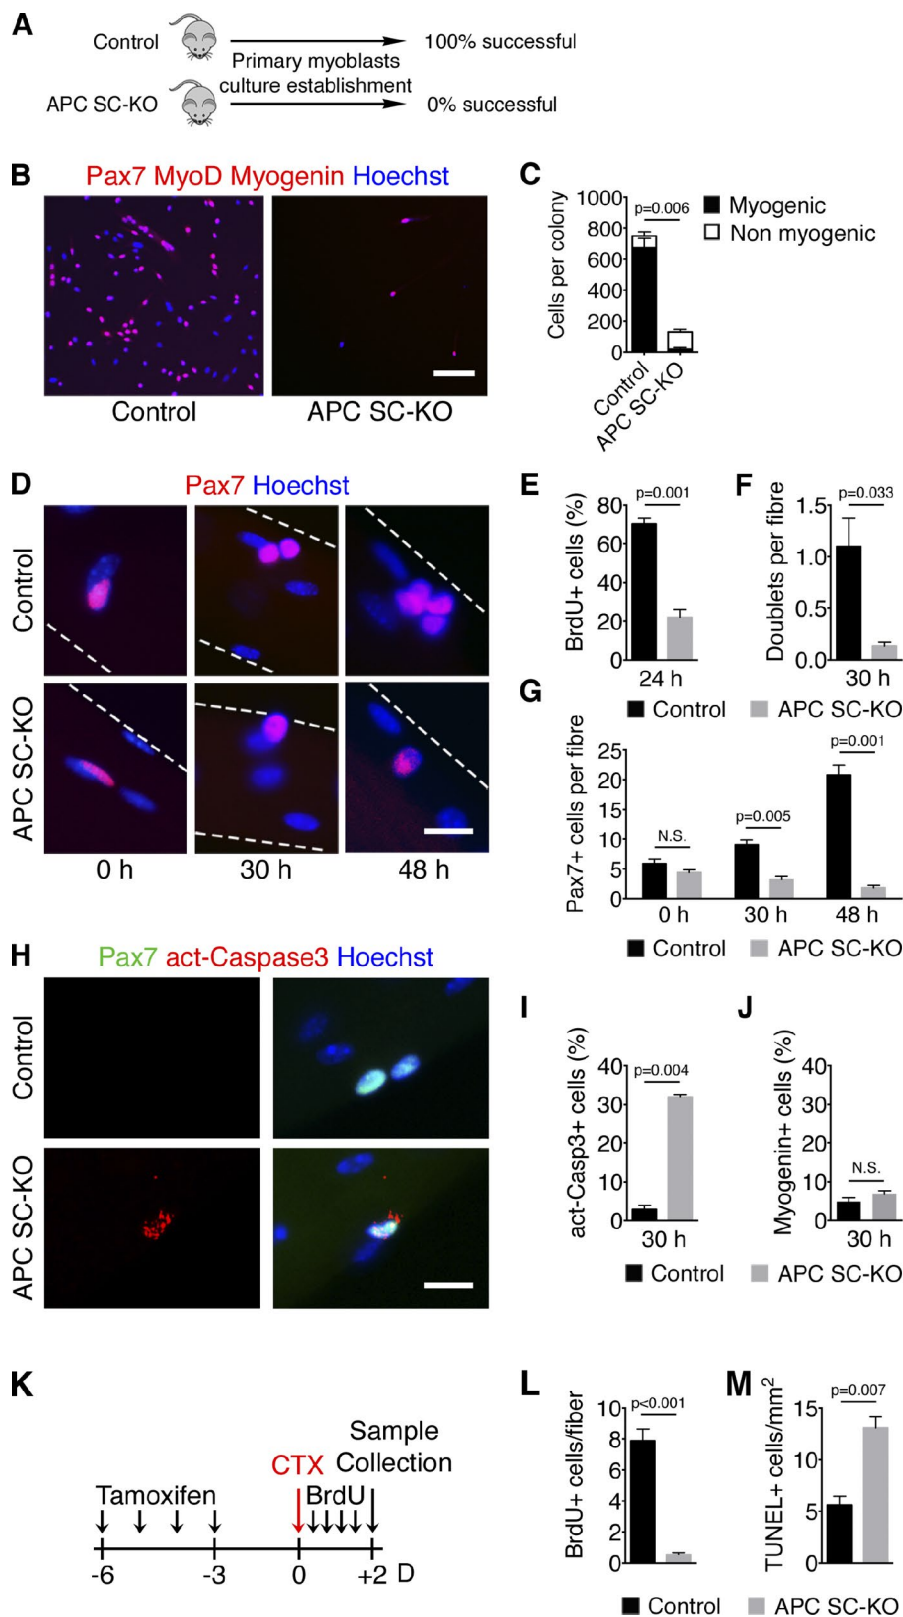 A
Control
100% successful
Primary myoblasts
culture establishment
APC SC-KO
0% successful
B
Pax7 MyoD Myogenin Hoechst
Control
APC SC-KO
C
Cells per colony
1000
800
600
400
200
0
p=0.006
Myogenic
Non myogenic
Control
APC SC-KO
D
Pax7 Hoechst
Control
APC SC-KO
0 h
30 h
48 h
E
BrdU+ cells (%)
80
60
40
20
0
p=0.001
24 h
F
Doublets per fibre
1.5
1.0
0.5
0.0
p=0.033
30 h
Control
APC SC-KO
G
Pax7+ cells per fibre
25
20
15
10
5
0
N.S.
p=0.005
p=0.001
0 h
30 h
48 h
Control
APC SC-KO
H
Pax7 act-Caspase3 Hoechst
Control
APC SC-KO
I
act-Casp3+ cells (%)
40
30
20
10
0
p=0.004
30 h
J
Myogenin+ cells (%)
40
30
20
10
0
N.S.
30 h
Control
APC SC-KO
K
Sample
Collection
CTX
Tamoxifen
BrdU
-6
-3
0
+2
D
L
BrdU+ cells/fiber
10
8
6
4
2
0
p<0.001
M
TUNEL+ cells/mm²
15
10
5
0
p=0.007
Control
APC SC-KO